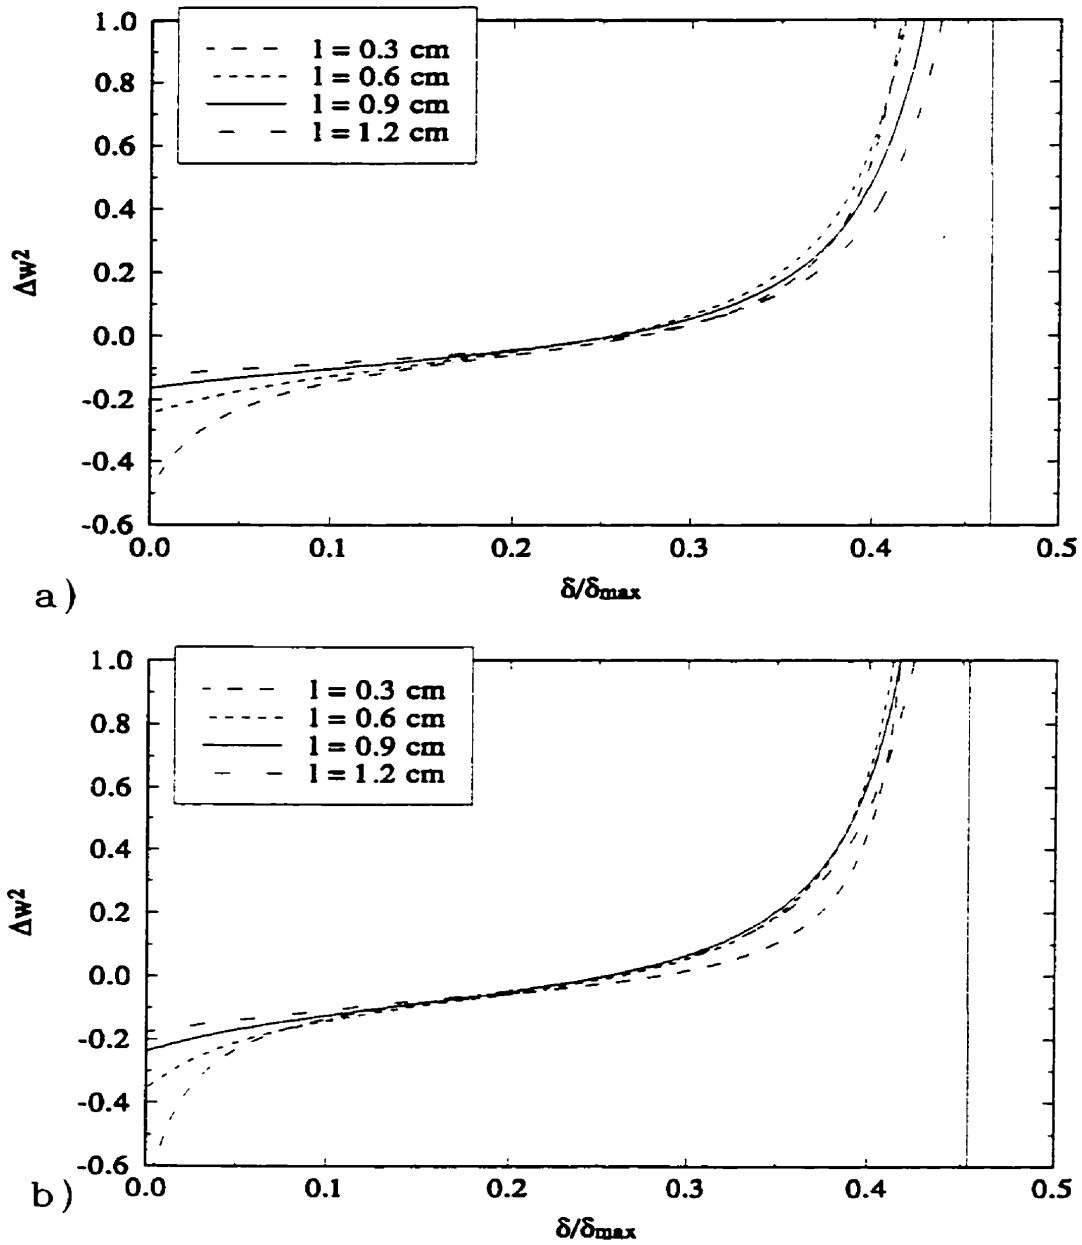 1.0
0.8
0.6
0.4
0.2
0.0
-0.2
-0.4
-0.6
Δw²
l = 0.3 cm
l = 0.6 cm
l = 0.9 cm
l = 1.2 cm
0.0 0.1 0.2 0.3 0.4 0.5
δ/δmax
a)
1.0
0.8
0.6
0.4
0.2
0.0
-0.2
-0.4
-0.6
Δw²
l = 0.3 cm
l = 0.6 cm
l = 0.9 cm
l = 1.2 cm
0.0 0.1 0.2 0.3 0.4 0.5
δ/δmax
b)